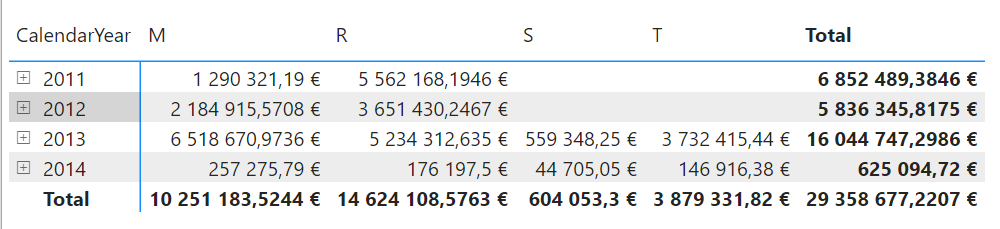 CalendarYear M R S T Total
2011 1 290 321,19 € 5 562 168,1946 € 6 852 489,3846 €
2012 2 184 915,5708 € 3 651 430,2467 € 5 836 345,8175 €
2013 6 518 670,9736 € 5 234 312,635 € 559 348,25 € 3 732 415,44 € 16 044 747,2986 €
2014 257 275,79 € 176 197,5 € 44 705,05 € 146 916,38 € 625 094,72 €
Total 10 251 183,5244 € 14 624 108,5763 € 604 053,3 € 3 879 331,82 € 29 358 677,2207 €